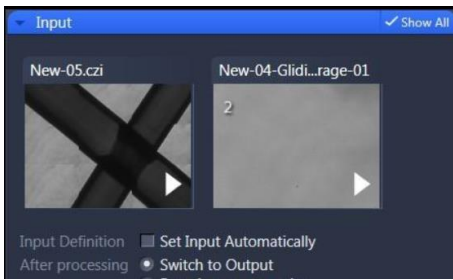 Input
Show All
New-05.czi
New-04-Glidi...rage-01
2
Input Definition Set Input Automatically
After processing Switch to Output